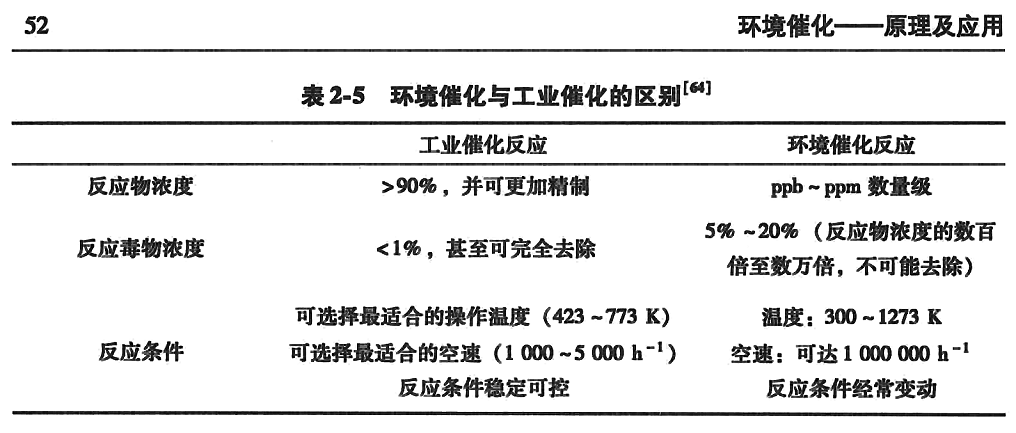 52 环境催化——原理及应用
表 2-5 环境催化与工业催化的区别[64]
工业催化反应 环境催化反应
反应物浓度 >90%，并可更加精制 ppb~ppm 数量级
反应毒物浓度 <1%，甚至可完全去除 5% ~20%（反应物浓度的数百
倍至数万倍，不可能去除）
可选择最适合的操作温度（423~773 K） 温度：300~1273 K
反应条件 可选择最适合的空速（1 000~5 000 h⁻¹） 空速：可达 1 000 000 h⁻¹
反应条件稳定可控 反应条件经常变动